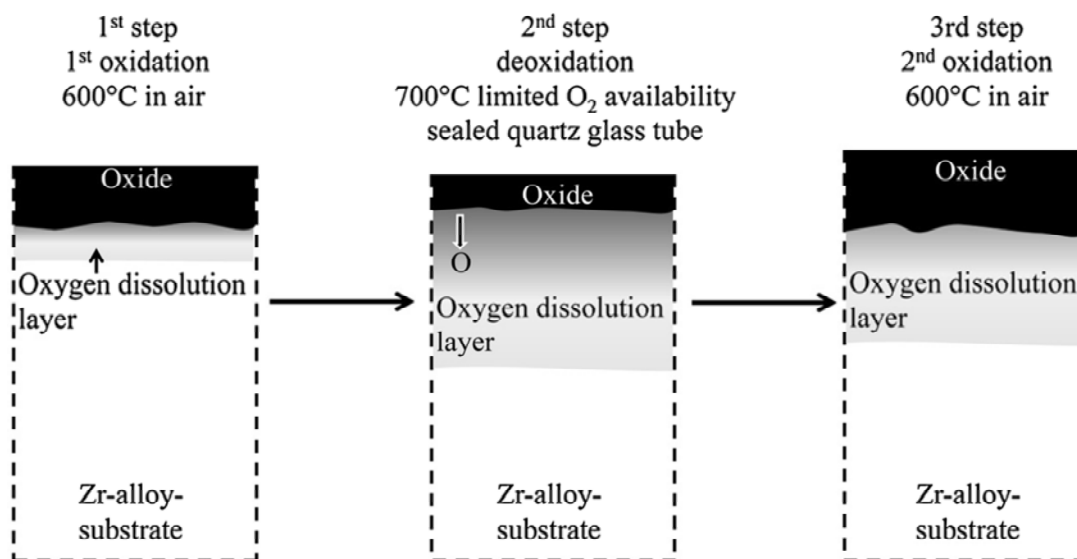 1st step
1st oxidation
600°C in air
2nd step
deoxidation
700°C limited O2 availability
sealed quartz glass tube
3rd step
2nd oxidation
600°C in air
Oxide
Oxygen dissolution
layer
Zr-alloy-
substrate
Oxide
O
Oxygen dissolution
layer
Zr-alloy-
substrate
Oxide
Oxygen dissolution
layer
Zr-alloy-
substrate